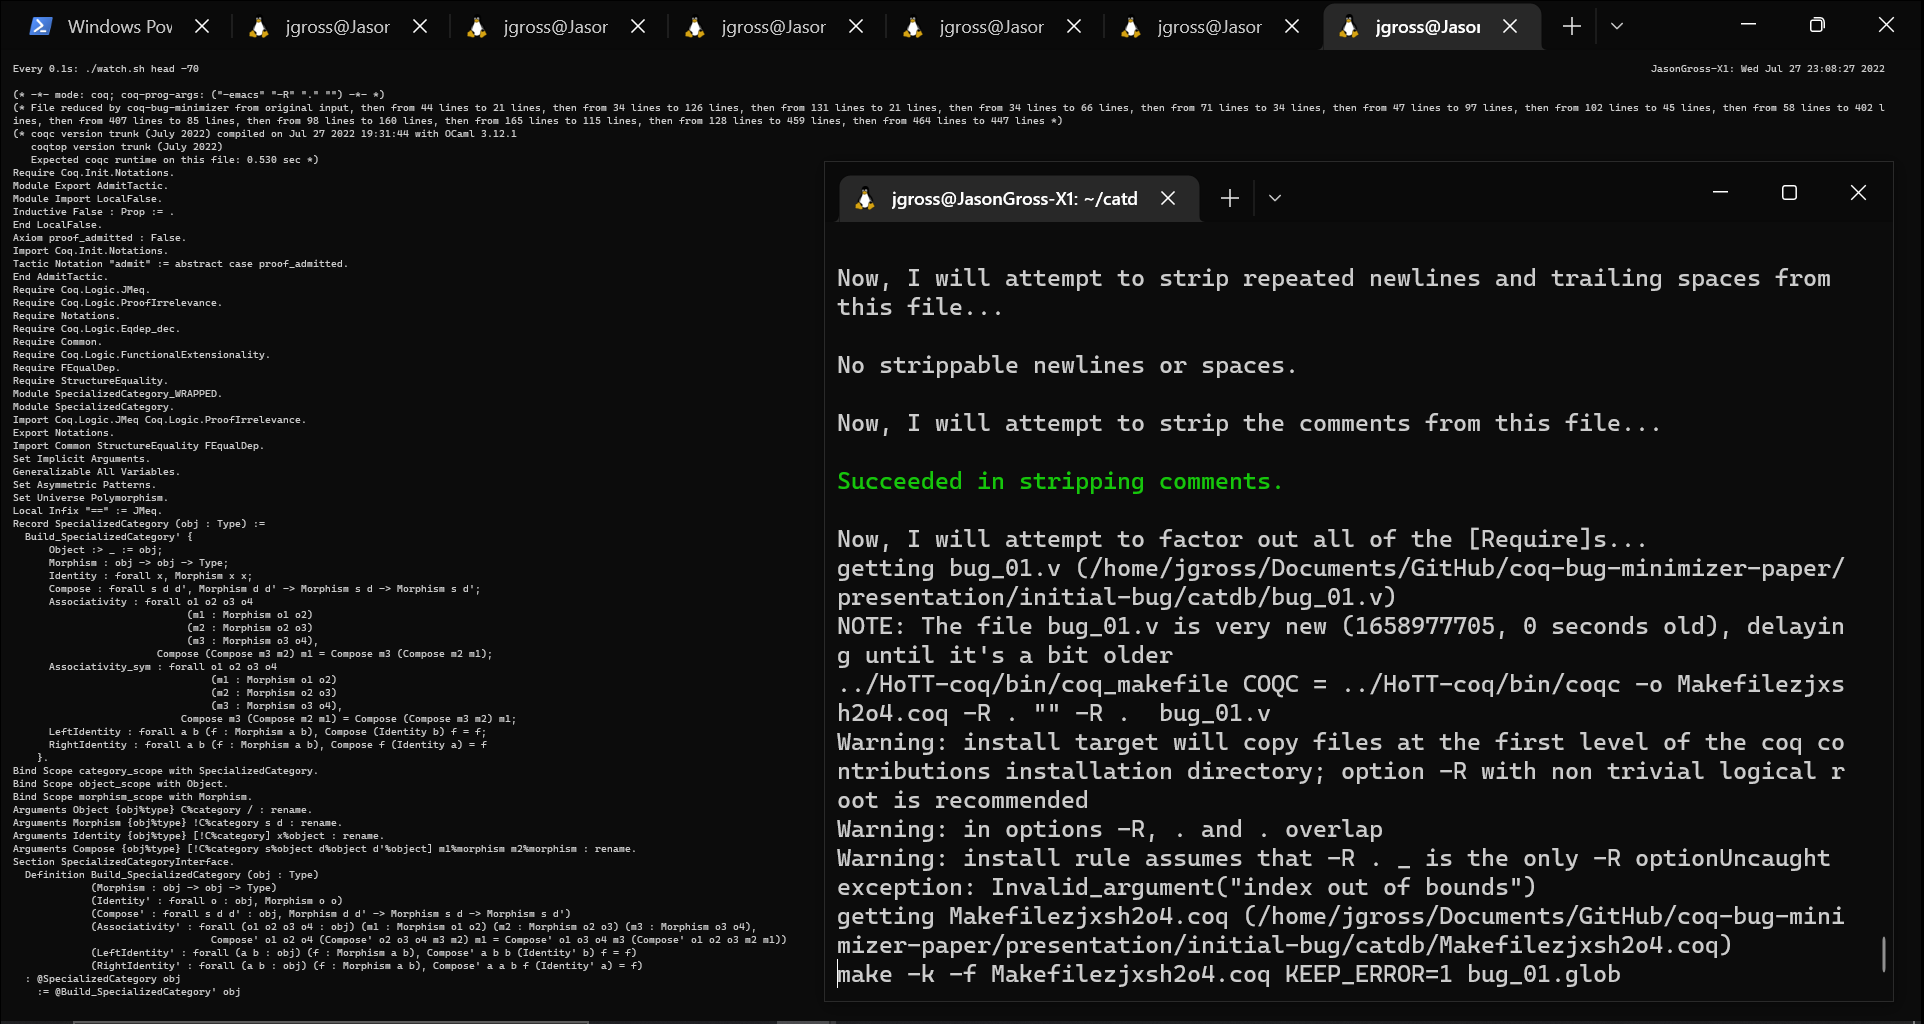 Windows Pov
jgross@Jasor
jgross@Jasor
jgross@Jasor
jgross@Jasor
jgross@Jasor
jgross@Jasor
Every 0.1s: ./watch.sh head -70
JasonGross-X1: Wed Jul 27 23:08:27 2022
(* -*- mode: coq; coq-prog-args: ("-emacs" "-R" "." "") -*- *)
(* File reduced by coq-bug-minimizer from original input, then from 44 lines to 21 lines, then from 34 lines to 126 lines, then from 131 lines to 21 lines, then from 34 lines to 66 lines, then from 71 lines to 34 lines, then from 47 lines to 97 lines, then from 102 lines to 45 lines, then from 58 lines to 402 l
ines, then from 407 lines to 85 lines, then from 98 lines to 160 lines, then from 165 lines to 115 lines, then from 128 lines to 459 lines, then from 464 lines to 447 lines *)
(* coqc version trunk (July 2022) compiled on Jul 27 2022 19:31:44 with OCaml 3.12.1
coqtop version trunk (July 2022)
Expected coqc runtime on this file: 0.530 sec *)
Require Coq.Init.Notations.
Module Export AdmitTactic.
Module Import LocalFalse.
Inductive False : Prop := .
End LocalFalse.
Axiom proof_admitted : False.
Import Coq.Init.Notations.
Tactic Notation "admit" := abstract case proof_admitted.
End AdmitTactic.
Require Coq.Logic.JMeq.
Require Coq.Logic.ProofIrrelevance.
Require Notations.
Require Coq.Logic.Eqdep_dec.
Require Common.
Require Coq.Logic.FunctionalExtensionality.
Require FEqualDep.
Require StructureEquality.
Module SpecializedCategory_WRAPPED.
Module SpecializedCategory.
Import Coq.Logic.JMeq Coq.Logic.ProofIrrelevance.
Export Notations.
Import Common StructureEquality FEqualDep.
Set Implicit Arguments.
Generalizable All Variables.
Set Asymmetric Patterns.
Set Universe Polymorphism.
Local Infix "==" := JMeq.
Record SpecializedCategory (obj : Type) :=
Build_SpecializedCategory' {
Object :> _ := obj;
Morphism : obj -> obj -> Type;
Identity : forall x, Morphism x x;
Compose : forall s d d', Morphism d d' -> Morphism s d -> Morphism s d';
Associativity : forall o1 o2 o3 o4
(m1 : Morphism o1 o2)
(m2 : Morphism o2 o3)
(m3 : Morphism o3 o4),
Compose (Compose m3 m2) m1 = Compose m3 (Compose m2 m1);
Associativity_sym : forall o1 o2 o3 o4
(m1 : Morphism o1 o2)
(m2 : Morphism o2 o3)
(m3 : Morphism o3 o4),
Compose m3 (Compose m2 m1) = Compose (Compose m3 m2) m1;
LeftIdentity : forall a b (f : Morphism a b), Compose (Identity b) f = f;
RightIdentity : forall a b (f : Morphism a b), Compose f (Identity a) = f
}.
Bind Scope category_scope with SpecializedCategory.
Bind Scope object_scope with Object.
Bind Scope morphism_scope with Morphism.
Arguments Object {obj%type} C%category / : rename.
Arguments Morphism {obj%type} !C%category s d : rename.
Arguments Identity {obj%type} [!C%category] x%object : rename.
Arguments Compose {obj%type} [!C%category s%object d%object d'%object] m1%morphism m2%morphism : rename.
Section SpecializedCategoryInterface.
Definition Build_SpecializedCategory (obj : Type)
(Morphism : obj -> obj -> Type)
(Identity' : forall o : obj, Morphism o o)
(Compose' : forall s d d' : obj, Morphism d d' -> Morphism s d -> Morphism s d')
(Associativity' : forall (o1 o2 o3 o4 : obj) (m1 : Morphism o1 o2) (m2 : Morphism o2 o3) (m3 : Morphism o3 o4),
Compose' o1 o2 o4 (Compose' o2 o3 o4 m3 m2) m1 = Compose' o1 o3 o4 m3 (Compose' o1 o2 o3 m2 m1))
(LeftIdentity' : forall (a b : obj) (f : Morphism a b), Compose' a b b (Identity' b) f = f)
(RightIdentity' : forall (a b : obj) (f : Morphism a b), Compose' a a b f (Identity' a) = f)
: @SpecializedCategory obj
:= @Build_SpecializedCategory' obj
jgross@JasonGross-X1: ~/catd
Now, I will attempt to strip repeated newlines and trailing spaces from
this file...
No strippable newlines or spaces.
Now, I will attempt to strip the comments from this file...
Succeeded in stripping comments.
Now, I will attempt to factor out all of the [Require]s...
getting bug_01.v (/home/jgross/Documents/GitHub/coq-bug-minimizer-paper/
presentation/initial-bug/catdb/bug_01.v)
NOTE: The file bug_01.v is very new (1658977705, 0 seconds old), delayin
g until it's a bit older
../HoTT-coq/bin/coq_makefile COQC = ../HoTT-coq/bin/coqc -o Makefilezjxs
h2o4.coq -R . "" -R .  bug_01.v
Warning: install target will copy files at the first level of the coq co
ntributions installation directory; option -R with non trivial logical r
oot is recommended
Warning: in options -R, . and . overlap
Warning: install rule assumes that -R . _ is the only -R optionUncaught
exception: Invalid_argument("index out of bounds")
getting Makefilezjxsh2o4.coq (/home/jgross/Documents/GitHub/coq-bug-mini
mizer-paper/presentation/initial-bug/catdb/Makefilezjxsh2o4.coq)
make -k -f Makefilezjxsh2o4.coq KEEP_ERROR=1 bug_01.glob